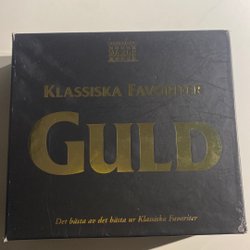 KLASSISKA FAVORITER
GULD
Det bästa av det bästa ur Klassiska Favoriter